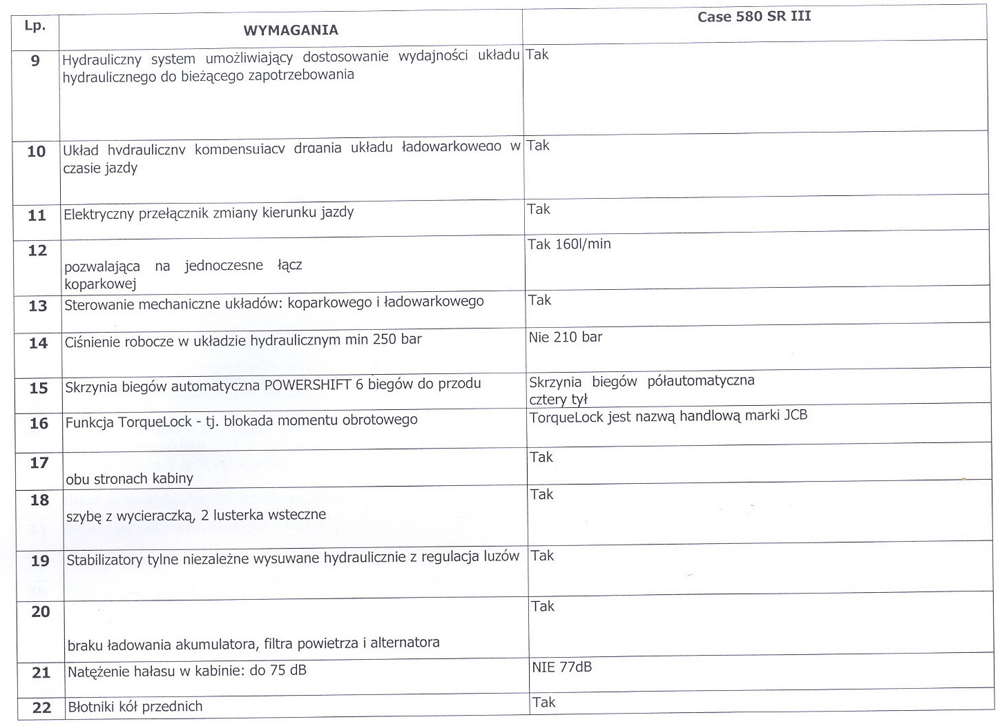 Lp.
WYMAGANIA
Case 580 SR III
9
Hydrauliczny system umożliwiający dostosowanie wydajności układu
hydraulicznego do bieżącego zapotrzebowania
Tak
10
Układ hydrauliczny kompensujący drgania układu ładowarkowego w
czasie jazdy
Tak
11
Elektryczny przełącznik zmiany kierunku jazdy
Tak
12
pozwalająca na jednoczesne łącz
koparkowej
Tak 160l/min
13
Sterowanie mechaniczne układów: koparkowego i ładowarkowego
Tak
14
Ciśnienie robocze w układzie hydraulicznym min 250 bar
Nie 210 bar
15
Skrzynia biegów automatyczna POWERSHIFT 6 biegów do przodu
Skrzynia biegów półautomatyczna
cztery tył
16
Funkcja TorqueLock - tj. blokada momentu obrotowego
TorqueLock jest nazwą handlową marki JCB
17
obu stronach kabiny
Tak
18
szybę z wycieraczką, 2 lusterka wsteczne
Tak
19
Stabilizatory tylne niezależne wysuwane hydraulicznie z regulacja luzów
Tak
20
braku ładowania akumulatora, filtra powietrza i alternatora
Tak
21
Natężenie hałasu w kabinie: do 75 dB
NIE 77dB
22
Błotniki kół przednich
Tak